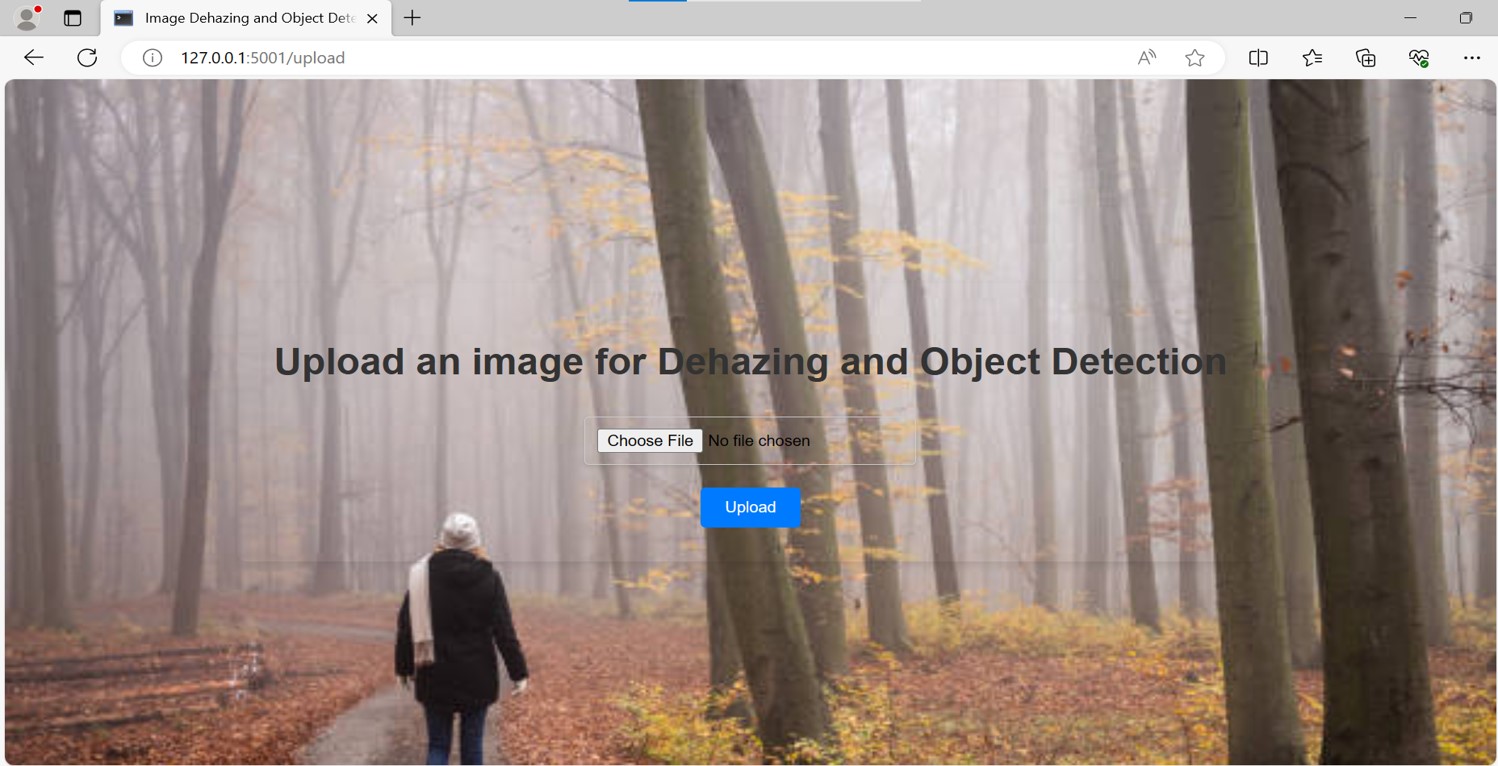 Image Dehazing and Object Dete
127.0.0.1:5001/upload
Upload an image for Dehazing and Object Detection
Choose File No file chosen
Upload